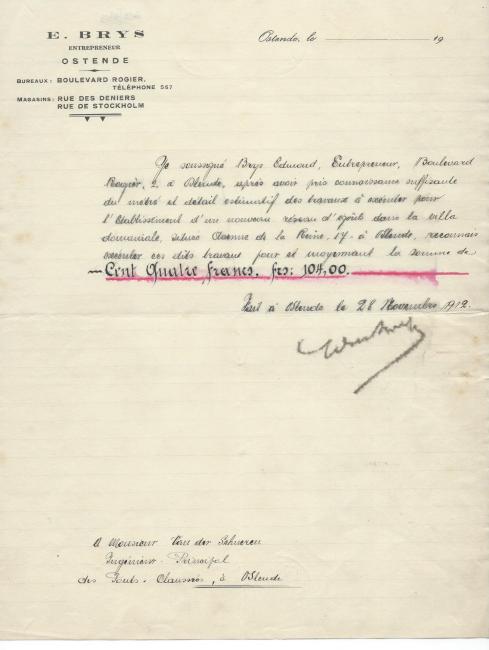 E. BRYS
ENTREPRENEUR
OSTENDE
BUREAUX : BOULEVARD ROGIER.
TÉLÉPHONE 557
MAGASINS : RUE DES DENIERS
RUE DE STOCKHOLM
Ostende, le 19
Je soussigné Brys Edmond, Entrepreneur, Boulevard
Rogier, 2 à Ostende, après avoir pris connaissance suffisante
du métré et détail estimatif des travaux à exécuter pour
l'établissement d'un nouveau réseau d'égouts dans la villa
domaniale, située Avenue de la Reine, 17 - à Ostende, reconnais
exécuter ces dits travaux pour et moyennant la somme de
Cent Quatre francs. frs: 104,00.
Fait à Ostende le 28 Novembre 1912.
A Monsieur Van der Schueren
Ingénieur Principal
des Ponts - Chaussées, à Ostende